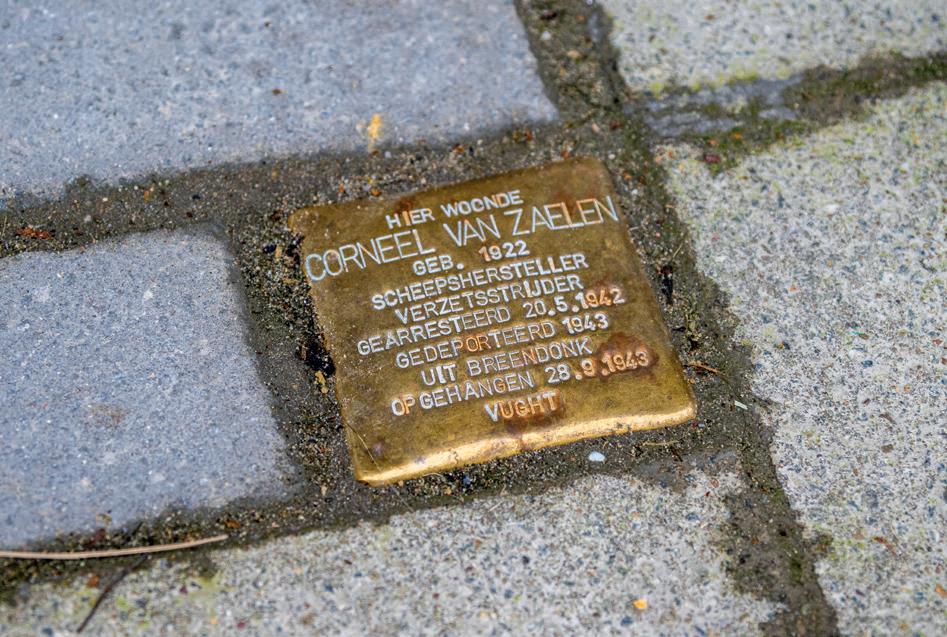 HIER WOONDE
CORNEEL VAN ZAELEN
GEB. 1922
SCHEEPSHERSTELLER
VERZETSSTRIJDER
GEARRESTEERD 20.5.1942
GEDEPORTEERD 1943
UIT BREENDONK
OPGEHANGEN 28.9.1943
VUGHT